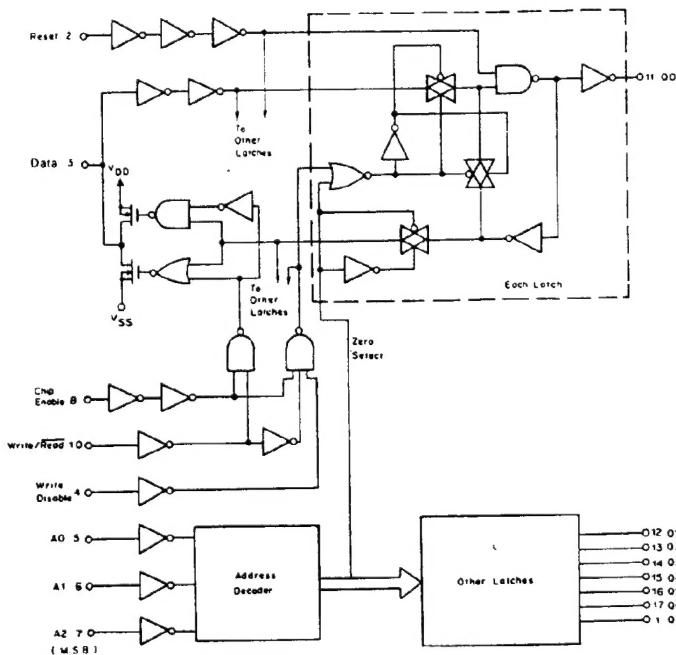 Reset 2
11 Q0
To
Other
Latches
Data 3
VDD
Each Latch
VSS
To
Other
Latches
Zero
Select
Chip
Enable 8
Write/Read 10
Write
Disable 4
A0 5
A1 6
A2 7
(M.S.B)
Address
Decoder
Other Latches
12 Q
13 Q
14 Q
15 Q
16 Q
17 Q
1 Q